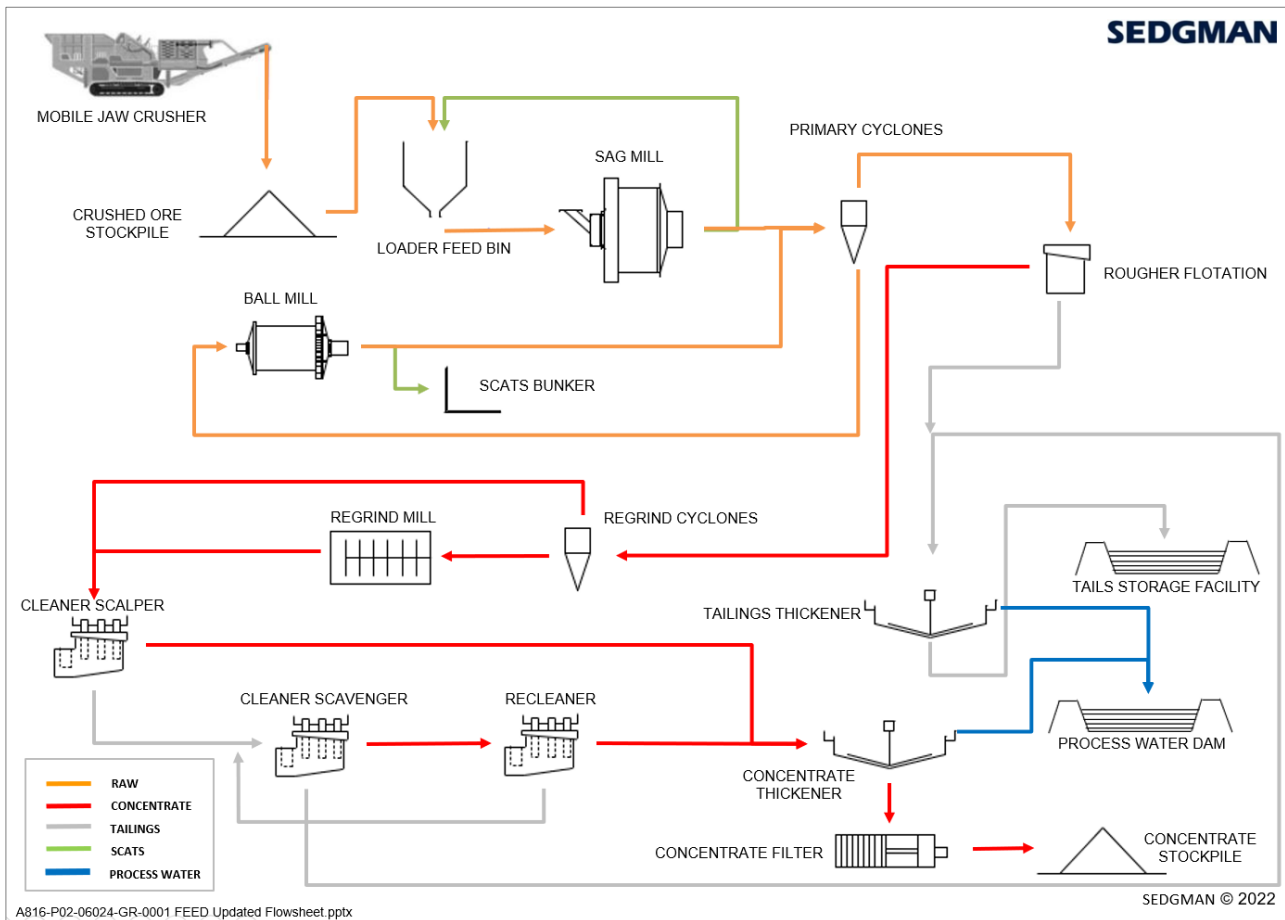 SEDGMAN
MOBILE JAW CRUSHER
PRIMARY CYCLONES
SAG MILL
CRUSHED ORE
STOCKPILE
LOADER FEED BIN
ROUGHER FLOTATION
BALL MILL
SCATS BUNKER
REGRIND MILL
REGRIND CYCLONES
TAILS STORAGE FACILITY
CLEANER SCALPER
TAILINGS THICKENER
CLEANER SCAVENGER
RECLEANER
PROCESS WATER DAM
CONCENTRATE
THICKENER
RAW
CONCENTRATE
TAILINGS
SCATS
PROCESS WATER
CONCENTRATE FILTER
CONCENTRATE
STOCKPILE
SEDGMAN © 2022
A816-P02-06024-GR-0001 FEED Updated Flowsheet.pptx